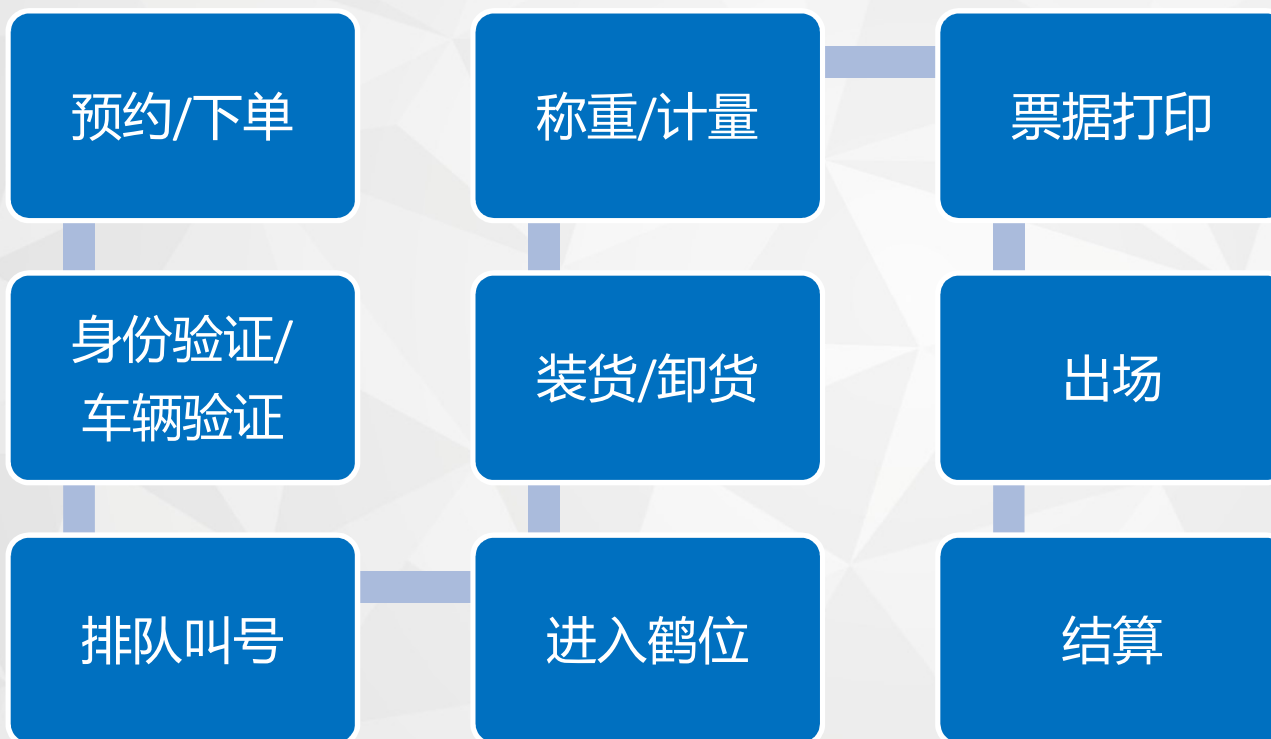 预约/下单
身份验证/
车辆验证
排队叫号
进入鹤位
装货/卸货
称重/计量
票据打印
出场
结算